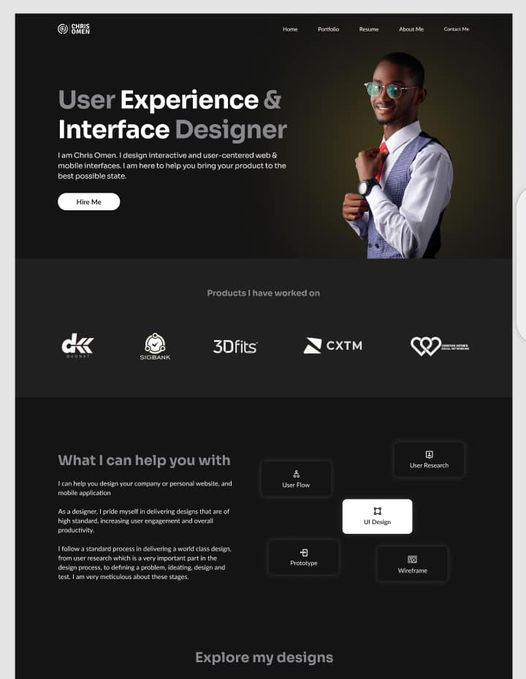 CHRIS
OMEN
Home Portfolio Resume About Me Contact Me
User Experience &
Interface Designer
I am Chris Omen. I design interactive and user-centered web &
mobile interfaces. I am here to help you bring your product to the
best possible state.
Hire Me
Products I have worked on
dkk
SIGBANK
3Dfits
CXTM
What I can help you with
I can help you design your company or personal website, and
mobile application
As a designer, I pride myself in delivering designs that are of
high standard, increasing user engagement and overall
productivity.
I follow a standard process in delivering a world class design,
from user research which is a very important part in the
design process, to defining a problem, ideating, design and
test. I am very meticulous about these stages.
User Research
User Flow
UI Design
Prototype
Wireframe
Explore my designs